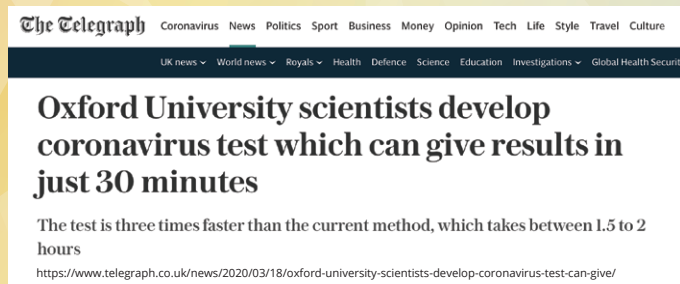 The Telegraph Coronavirus News Politics Sport Business Money Opinion Tech Life Style Travel Culture
UK news World news Royals Health Defence Science Education Investigations Global Health Securit
Oxford University scientists develop
coronavirus test which can give results in
just 30 minutes
The test is three times faster than the current method, which takes between 1.5 to 2
hours
https://www.telegraph.co.uk/news/2020/03/18/oxford-university-scientists-develop-coronavirus-test-can-give/